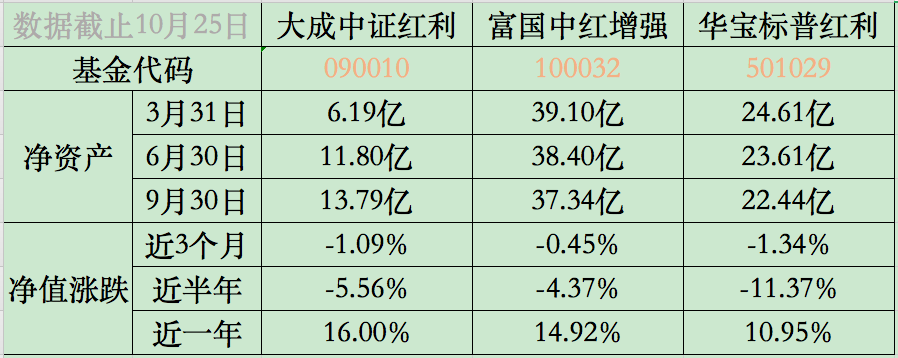 数据截止10月25日 大成中证红利 富国中红增强 华宝标普红利
基金代码 090010 100032 501029
净资产 3月31日 6.19亿 39.10亿 24.61亿
6月30日 11.80亿 38.40亿 23.61亿
9月30日 13.79亿 37.34亿 22.44亿
净值涨跌 近3个月 -1.09% -0.45% -1.34%
近半年 -5.56% -4.37% -11.37%
近一年 16.00% 14.92% 10.95%